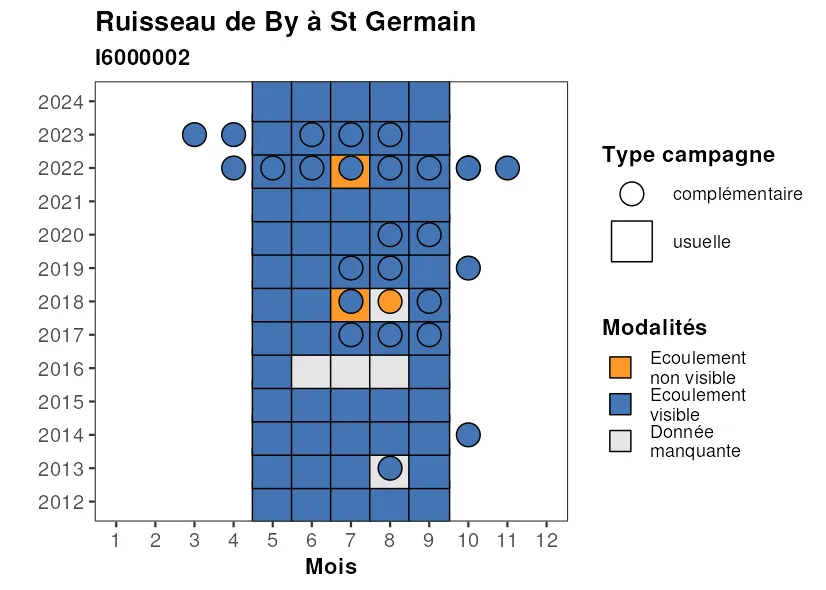 Ruisseau de By à St Germain
I6000002
2024
2023
2022
2021
2020
2019
2018
2017
2016
2015
2014
2013
2012
1 2 3 4 5 6 7 8 9 10 11 12
Mois
Type campagne
complémentaire
usuelle
Modalités
Ecoulement
non visible
Ecoulement
visible
Donnée
manquante